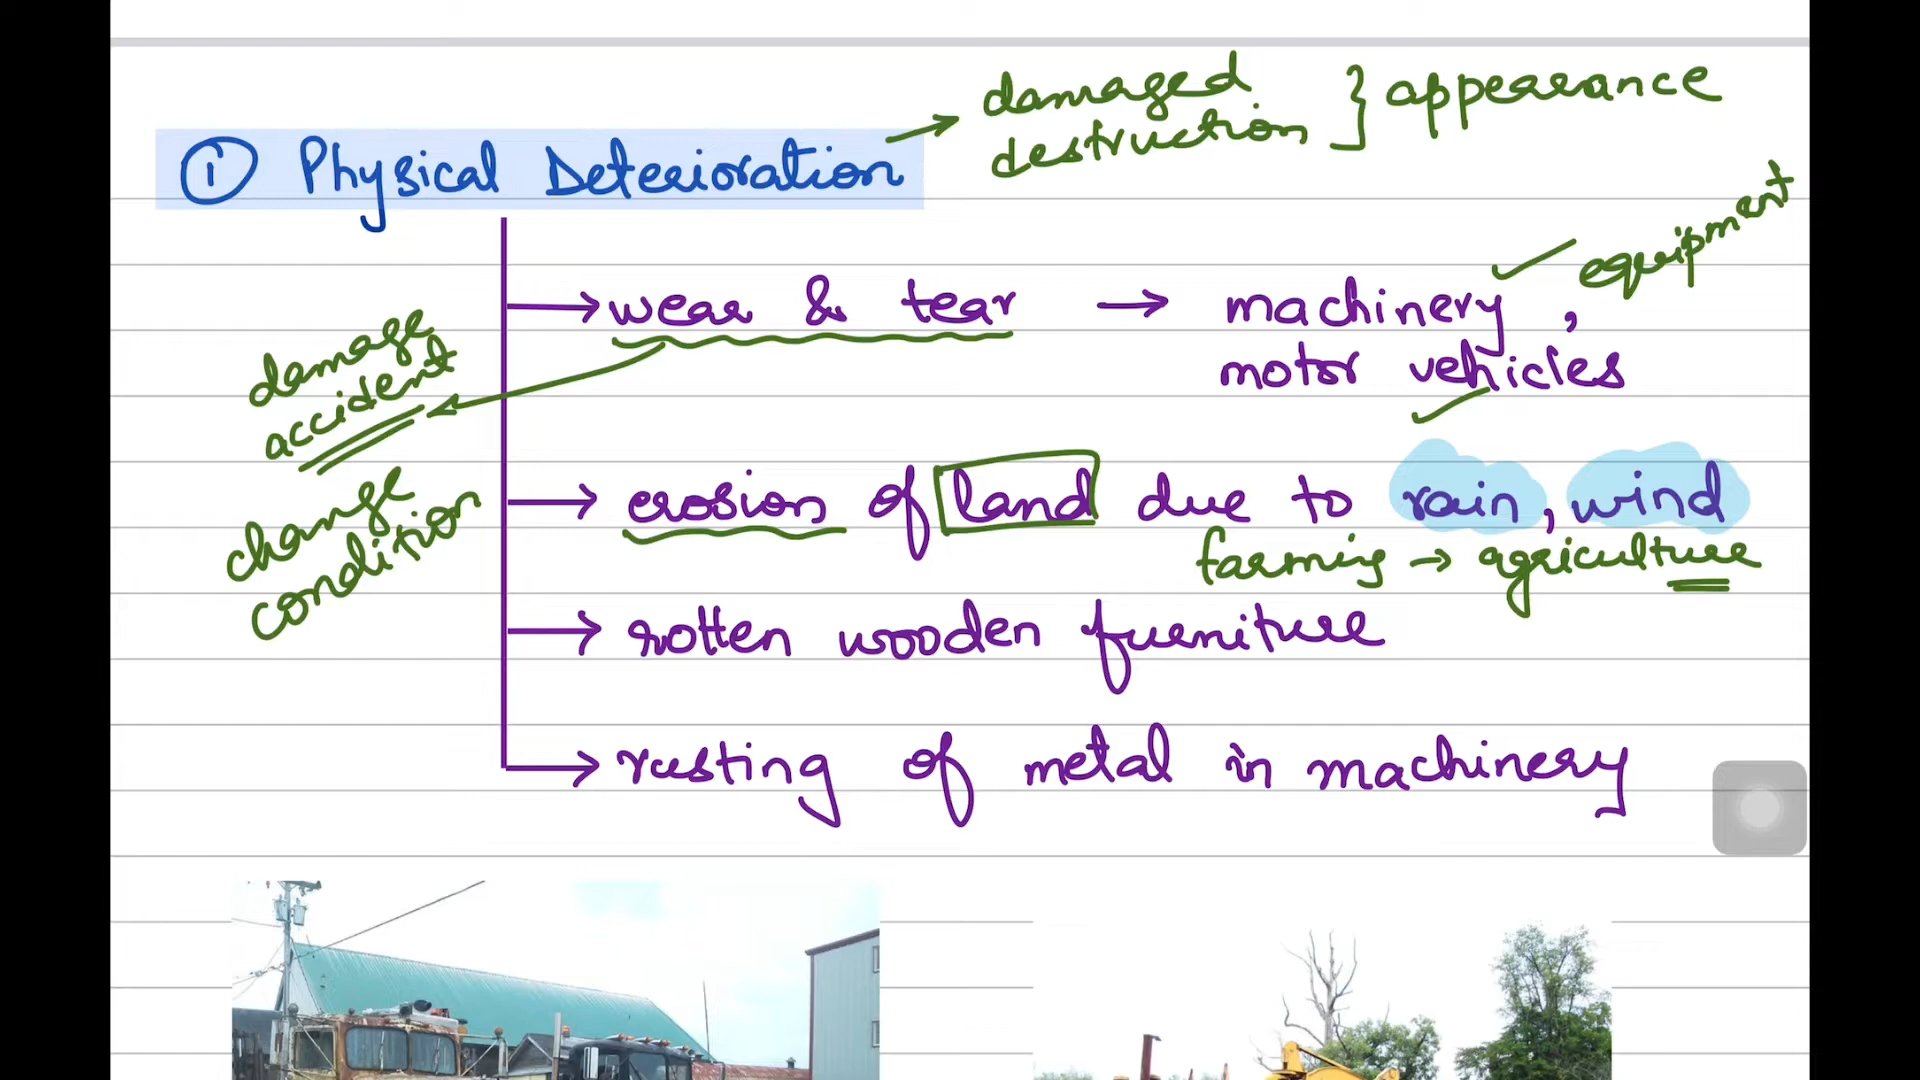 damaged
destruction } appearance
① Physical Deterioration →
equipment
→ wear & tear → machinery,
motor vehicles
damage
accident
→ erosion of land due to rain, wind
change
condition
farming → agriculture
→ rotten wooden furniture
→ rusting of metal in machinery